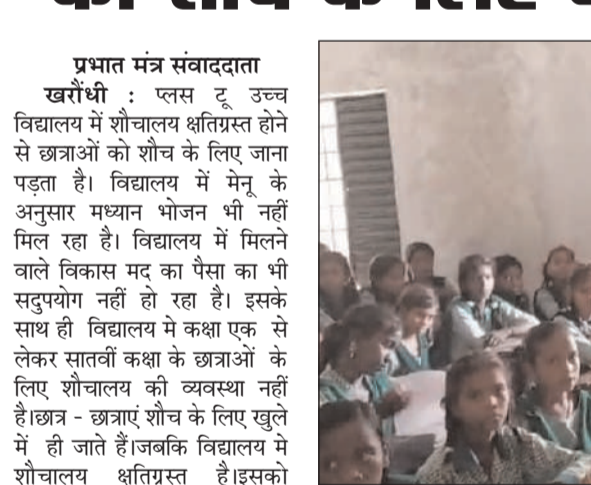 प्रभात मंत्र संवाददाता
खरौंधी : प्लस टू उच्च
विद्यालय में शौचालय क्षतिग्रस्त होने
से छात्राओं को शौच के लिए जाना
पड़ता है। विद्यालय में मेनू के
अनुसार मध्यान भोजन भी नहीं
मिल रहा है। विद्यालय में मिलने
वाले विकास मद का पैसा का भी
सदुपयोग नहीं हो रहा है। इसके
साथ ही विद्यालय मे कक्षा एक से
लेकर सातवीं कक्षा के छात्राओं के
लिए शौचालय की व्यवस्था नहीं
है।छात्र - छात्राएं शौच के लिए खुले
में ही जाते हैं।जबकि विद्यालय मे
शौचालय क्षतिग्रस्त है।इसको